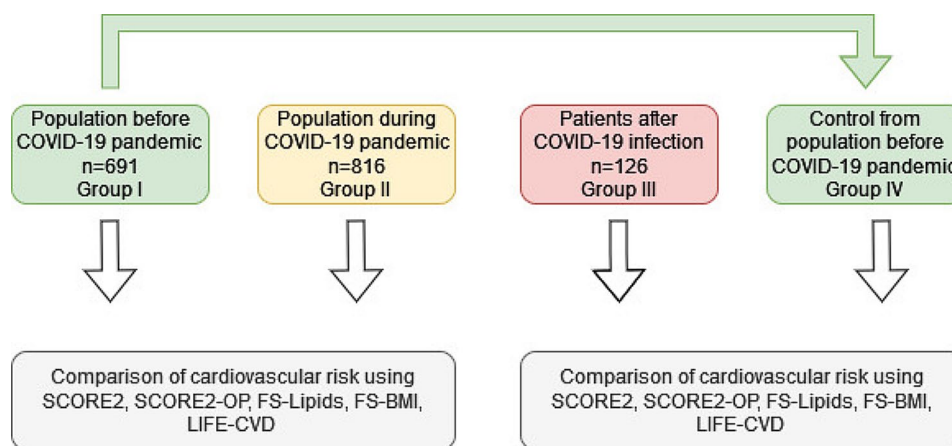 Population before
COVID-19 pandemic
n=691
Group I
Population during
COVID-19 pandemic
n=816
Group II
Patients after
COVID-19 infection
n=126
Group III
Control from
population before
COVID-19 pandemic
Group IV
Comparison of cardiovascular risk using
SCORE2, SCORE2-OP, FS-Lipids, FS-BMI,
LIFE-CVD
Comparison of cardiovascular risk using
SCORE2, SCORE2-OP, FS-Lipids, FS-BMI,
LIFE-CVD